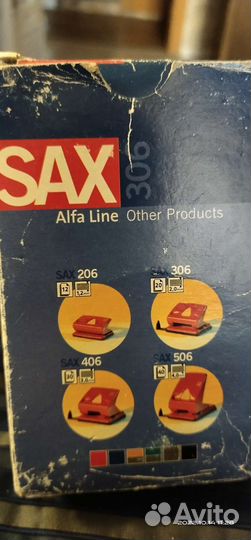 SAX
306
Alfa Line Other Products
SAX 206
SAX 306
SAX 406
SAX 506
Avito